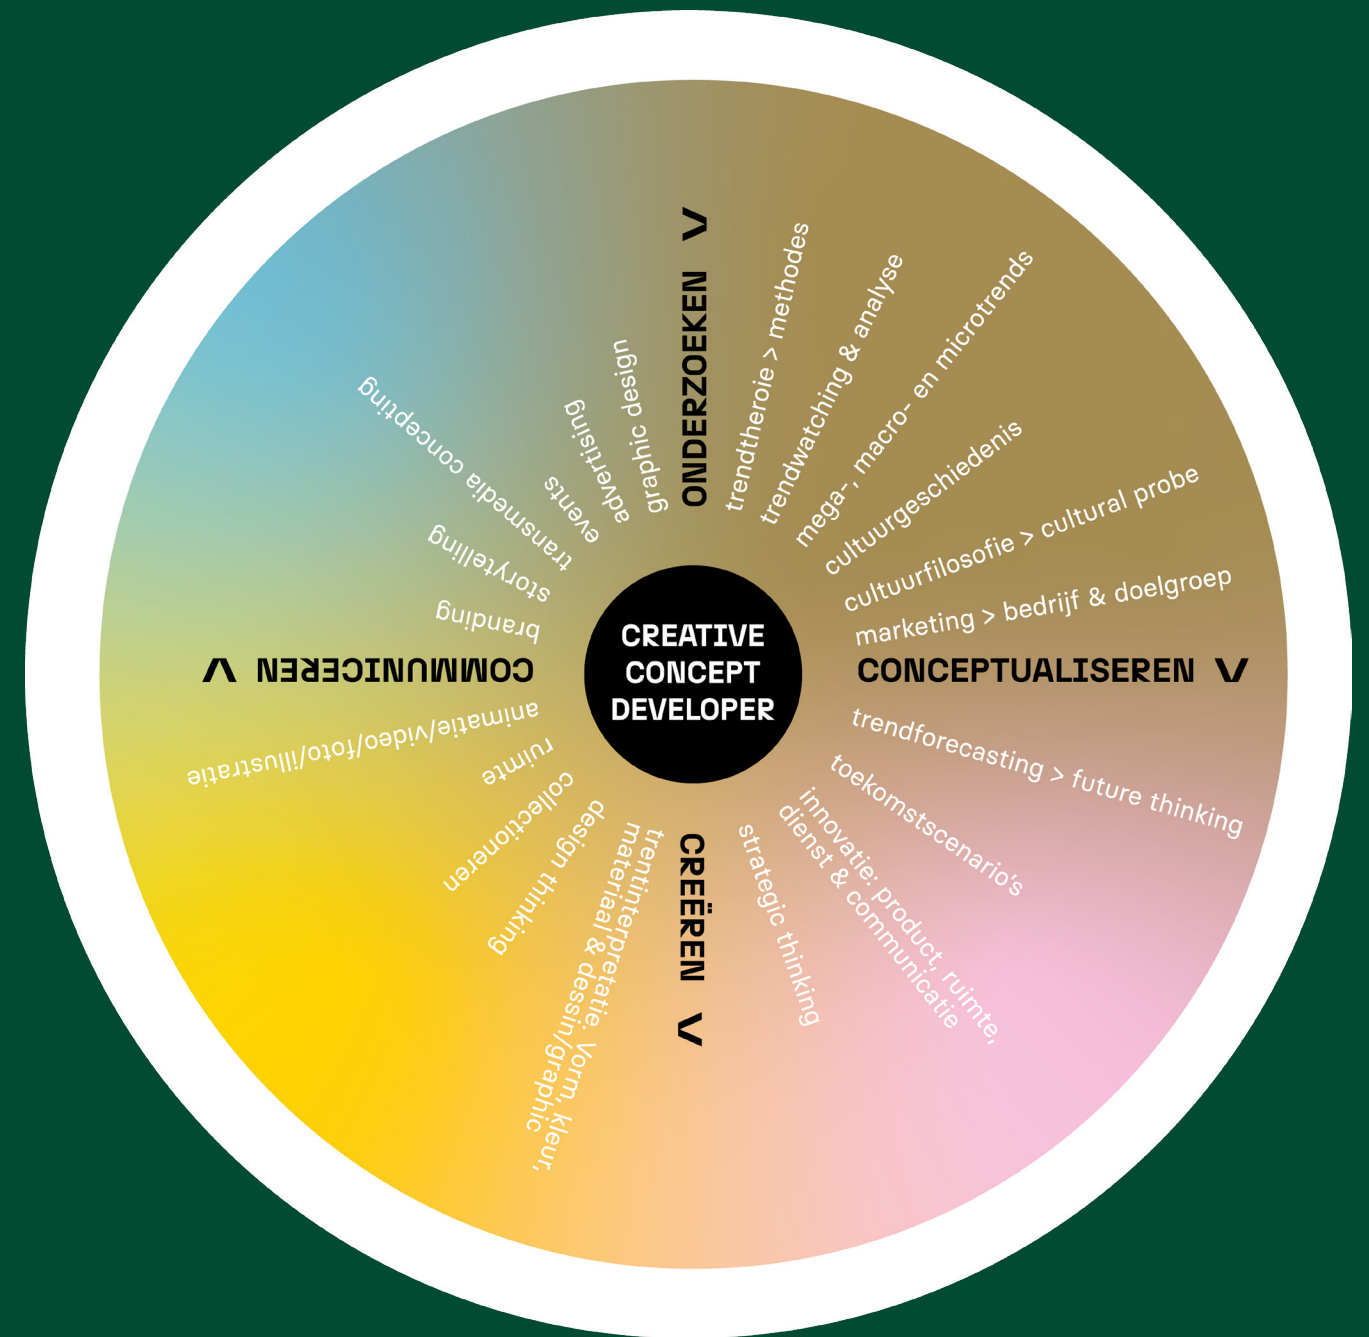 CREATIVE
CONCEPT
DEVELOPER
ONDERZOEKEN >
trendtheroie > methodes
trendwatching & analyse
mega-, macro- en microtrends
cultuurgeschiedenis
cultuurfilosofie > cultural probe
marketing > bedrijf & doelgroep
CONCEPTUALISEREN >
trendforecasting > future thinking
toekomstscenario's
innovatie: product, ruimte,
dienst & communicatie
strategic thinking
CREËREN >
trentinterpretatie. Vorm, kleur,
materiaal & dessin/graphic
design thinking
collectioneren
ruimte
animatie/video/foto/illustratie
COMMUNICEREN >
branding
storytelling
transmedia concepting
events
advertising
graphic design